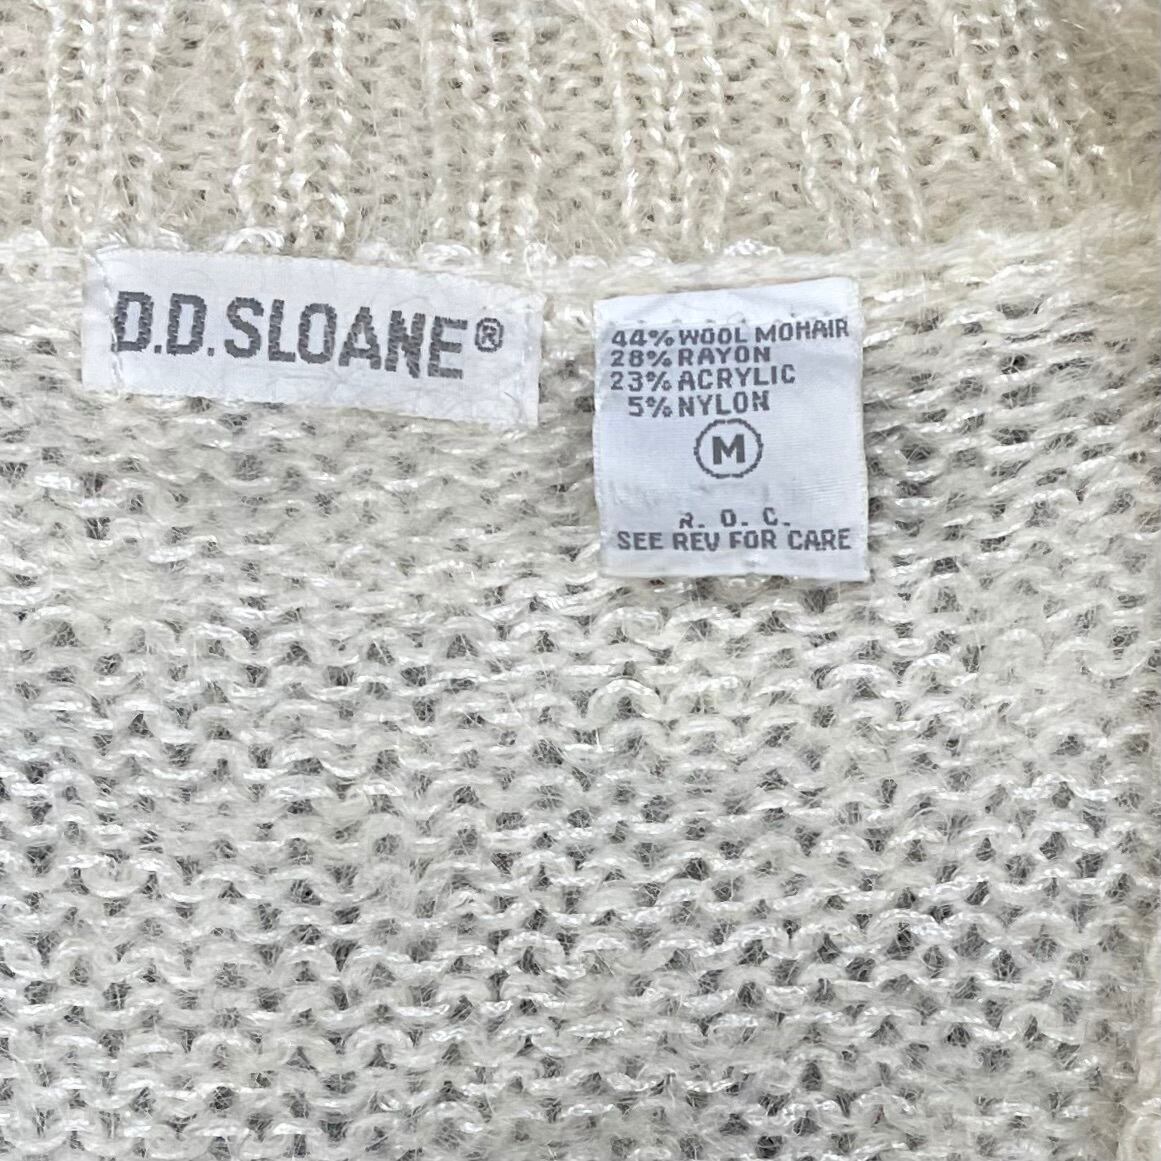 D.D.SLOANE®
44% WOOL MOHAIR
28% RAYON
23% ACRYLIC
5% NYLON
M
R. O. C.
SEE REV FOR CARE